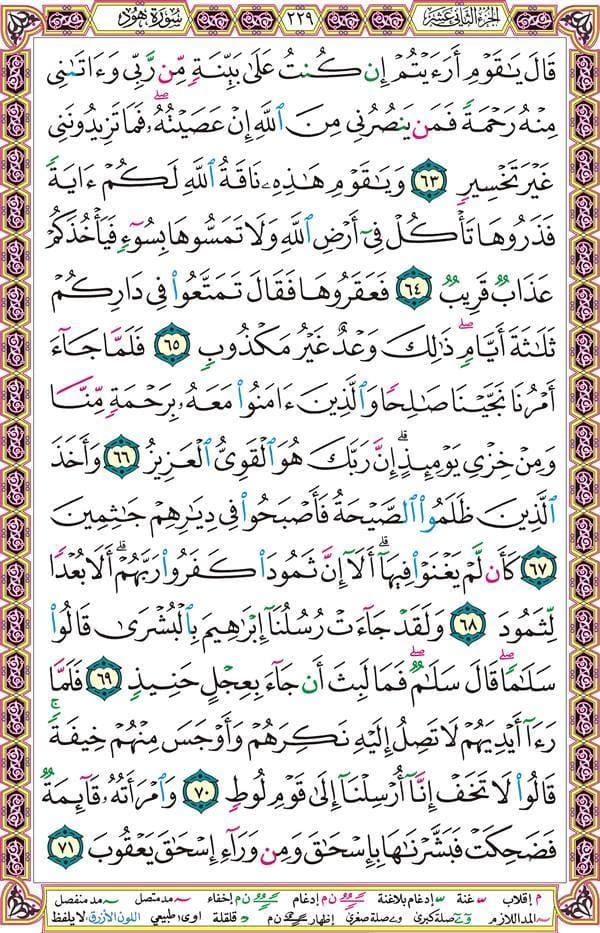 الجزء الثاني عشر ٢٢٩ سورة هود
قَالَ يَٰقَوْمِ أَرَءَيْتُمْ إِن كُنتُ عَلَىٰ بَيِّنَةٍ مِّن رَّبِّى وَءَاتَىٰنِى
مِنْهُ رَحْمَةً فَمَن يَنصُرُنِى مِنَ ٱللَّهِ إِنْ عَصَيْتُهُۥ ۖ فَمَا تَزِيدُونَنِى
غَيْرَ تَخْسِيرٍ ٦٣ وَيَٰقَوْمِ هَٰذِهِۦ نَاقَةُ ٱللَّهِ لَكُمْ ءَايَةً
فَذَرُوهَا تَأْكُلْ فِىٓ أَرْضِ ٱللَّهِ وَلَا تَمَسُّوهَا بِسُوٓءٍ فَيَأْخُذَكُمْ
عَذَابٌ قَرِيبٌ ٦٤ فَعَقَرُوهَا فَقَالَ تَمَتَّعُوا۟ فِى دَارِكُمْ
ثَلَٰثَةَ أَيَّامٍ ۖ ذَٰلِكَ وَعْدٌ غَيْرُ مَكْذُوبٍ ٦٥ فَلَمَّا جَآءَ
أَمْرُنَا نَجَّيْنَا صَٰلِحًا وَٱلَّذِينَ ءَامَنُوا۟ مَعَهُۥ بِرَحْمَةٍ مِّنَّا
وَمِنْ خِزْىِ يَوْمِئِذٍ ۗ إِنَّ رَبَّكَ هُوَ ٱلْقَوِىُّ ٱلْعَزِيزُ ٦٦ وَأَخَذَ
ٱلَّذِينَ ظَلَمُوا۟ ٱلصَّيْحَةُ فَأَصْبَحُوا۟ فِى دِيَٰرِهِمْ جَٰثِمِينَ
٦٧ كَأَن لَّمْ يَغْنَوْا۟ فِيهَآ ۗ أَلَآ إِنَّ ثَمُودَا۟ كَفَرُوا۟ رَبَّهُمْ ۗ أَلَا بُعْدًا
لِّثَمُودَ ٦٨ وَلَقَدْ جَآءَتْ رُسُلُنَآ إِبْرَٰهِيمَ بِٱلْبُشْرَىٰ قَالُوا۟
سَلَٰمًا ۖ قَالَ سَلَٰمٌ ۖ فَمَا لَبِثَ أَن جَآءَ بِعِجْلٍ حَنِيذٍ ٦٩ فَلَمَّا
رَءَآ أَيْدِيَهُمْ لَا تَصِلُ إِلَيْهِ نَكِرَهُمْ وَأَوْجَسَ مِنْهُمْ خِيفَةً ۚ
قَالُوا۟ لَا تَخَفْ إِنَّآ أُرْسِلْنَآ إِلَىٰ قَوْمِ لُوطٍ ٧٠ وَٱمْرَأَتُهُۥ قَآئِمَةٌ
فَضَحِكَتْ فَبَشَّرْنَٰهَا بِإِسْحَٰقَ وَمِن وَرَآءِ إِسْحَٰقَ يَعْقُوبَ ٧١
م إقلاب غنة إدغام بلاغنة ن م إدغام إخفاء مد متصل مد منفصل
المد اللازم صلة كبرى صلة صغرى إظهار ن م قلقلة اوى طبيعي اللون الأزرق لا يلفظ